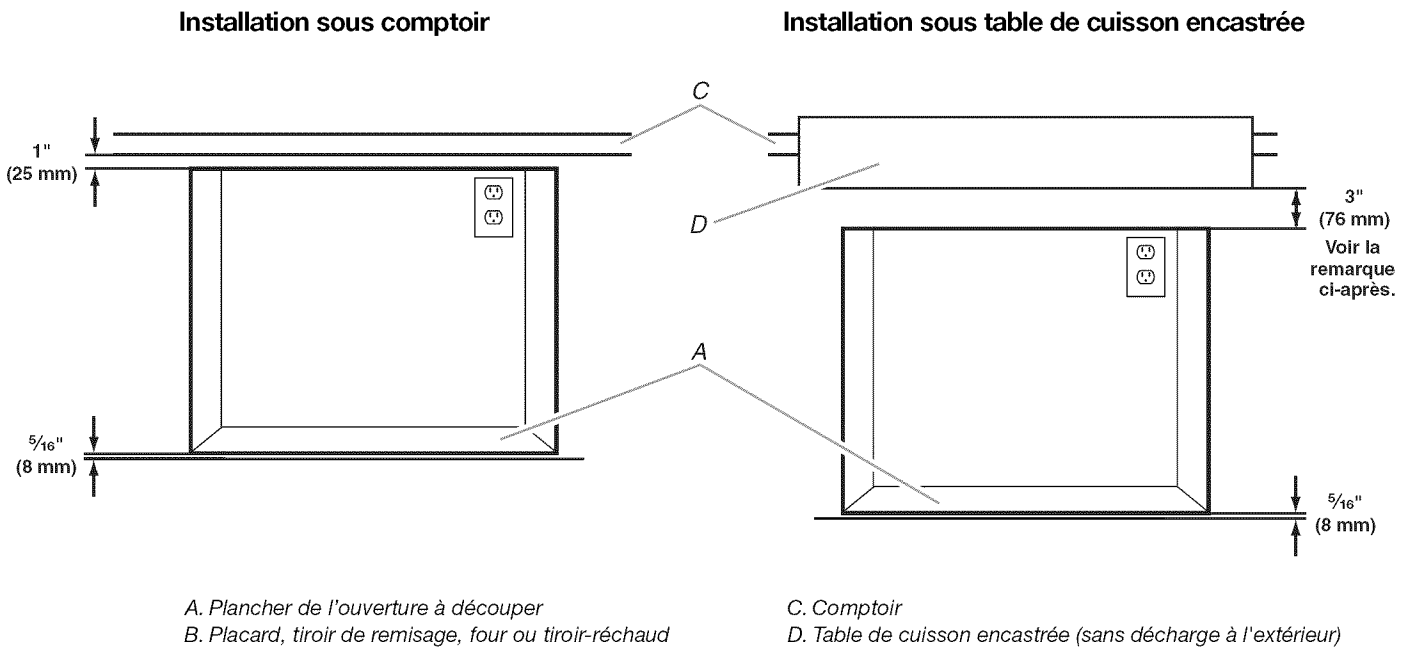 Installation sous comptoir
Installation sous table de cuisson encastrée
C
1"
(25 mm)
D
3"
(76 mm)
Voir la
remarque
ci-après.
A
5/16"
(8 mm)
5/16"
(8 mm)
A. Plancher de l'ouverture à découper
B. Placard, tiroir de remisage, four ou tiroir-réchaud
C. Comptoir
D. Table de cuisson encastrée (sans décharge à l'extérieur)